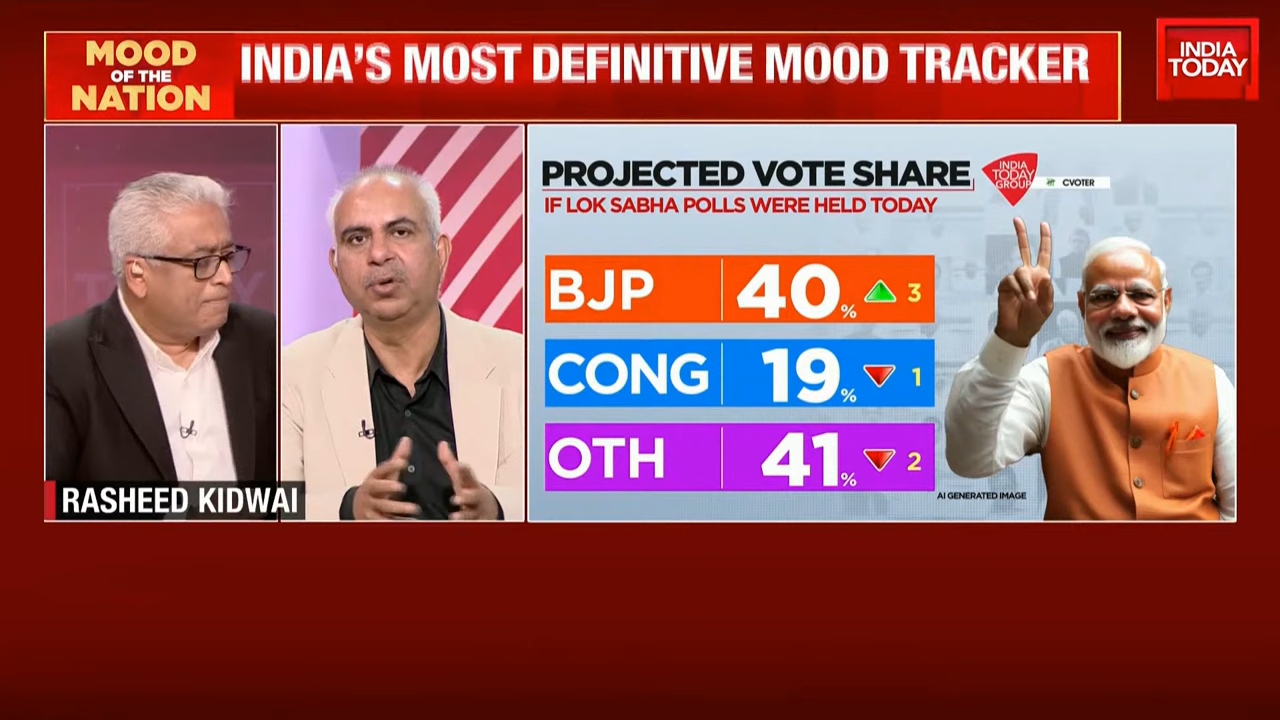 MOOD
OF THE
NATION
INDIA'S MOST DEFINITIVE MOOD TRACKER
INDIA
TODAY
PROJECTED VOTE SHARE
IF LOK SABHA POLLS WERE HELD TODAY
INDIA
TODAY
GROUP
CVOTER
BJP 40% 3
CONG 19% 1
OTH 41% 2
AI GENERATED IMAGE
RASHEED KIDWAI